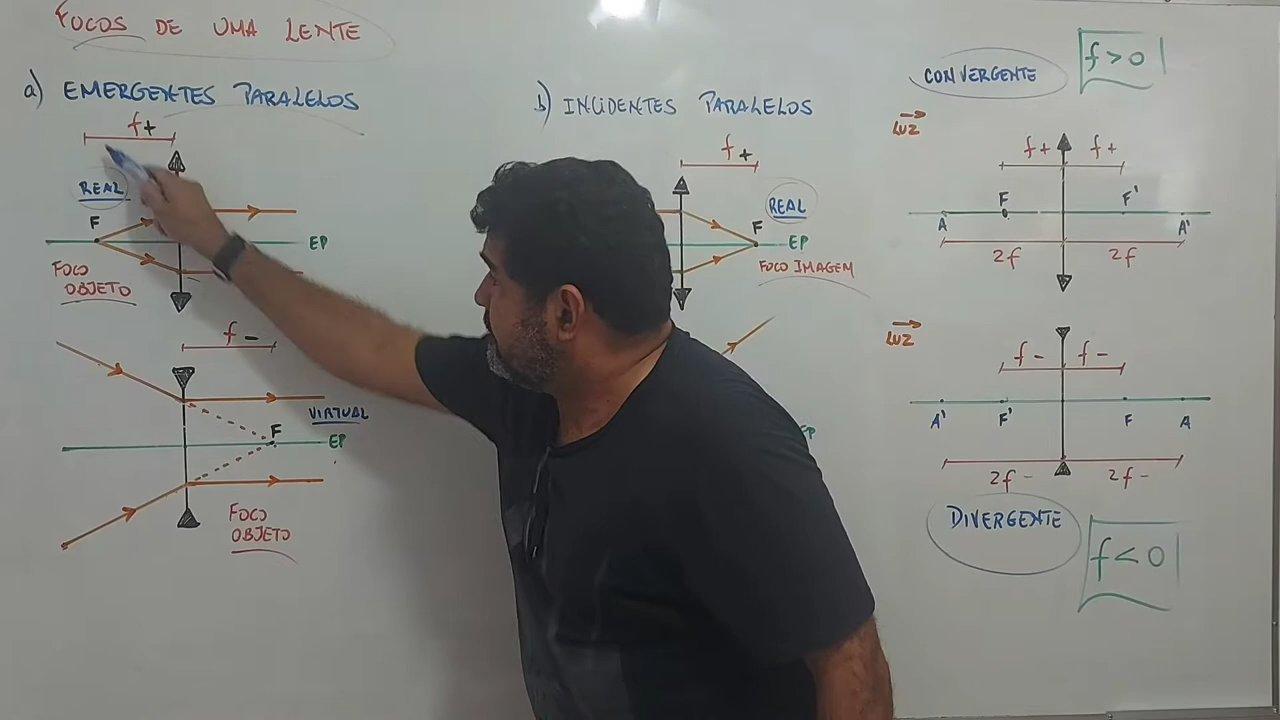 FOCOS DE UMA LENTE
a) EMERGENTES PARALELOS
f+
REAL
F
EP
FOCO
OBJETO
f-
VIRTUAL
F
EP
FOCO
OBJETO
b) INCIDENTES PARALELOS
f+
REAL
F
EP
FOCO IMAGEM
EP
CONVERGENTE
f > 0
LUZ
f+ f+
F F'
A A'
2f 2f
LUZ
f- f-
A' F' F A
2f- 2f-
DIVERGENTE
f < 0